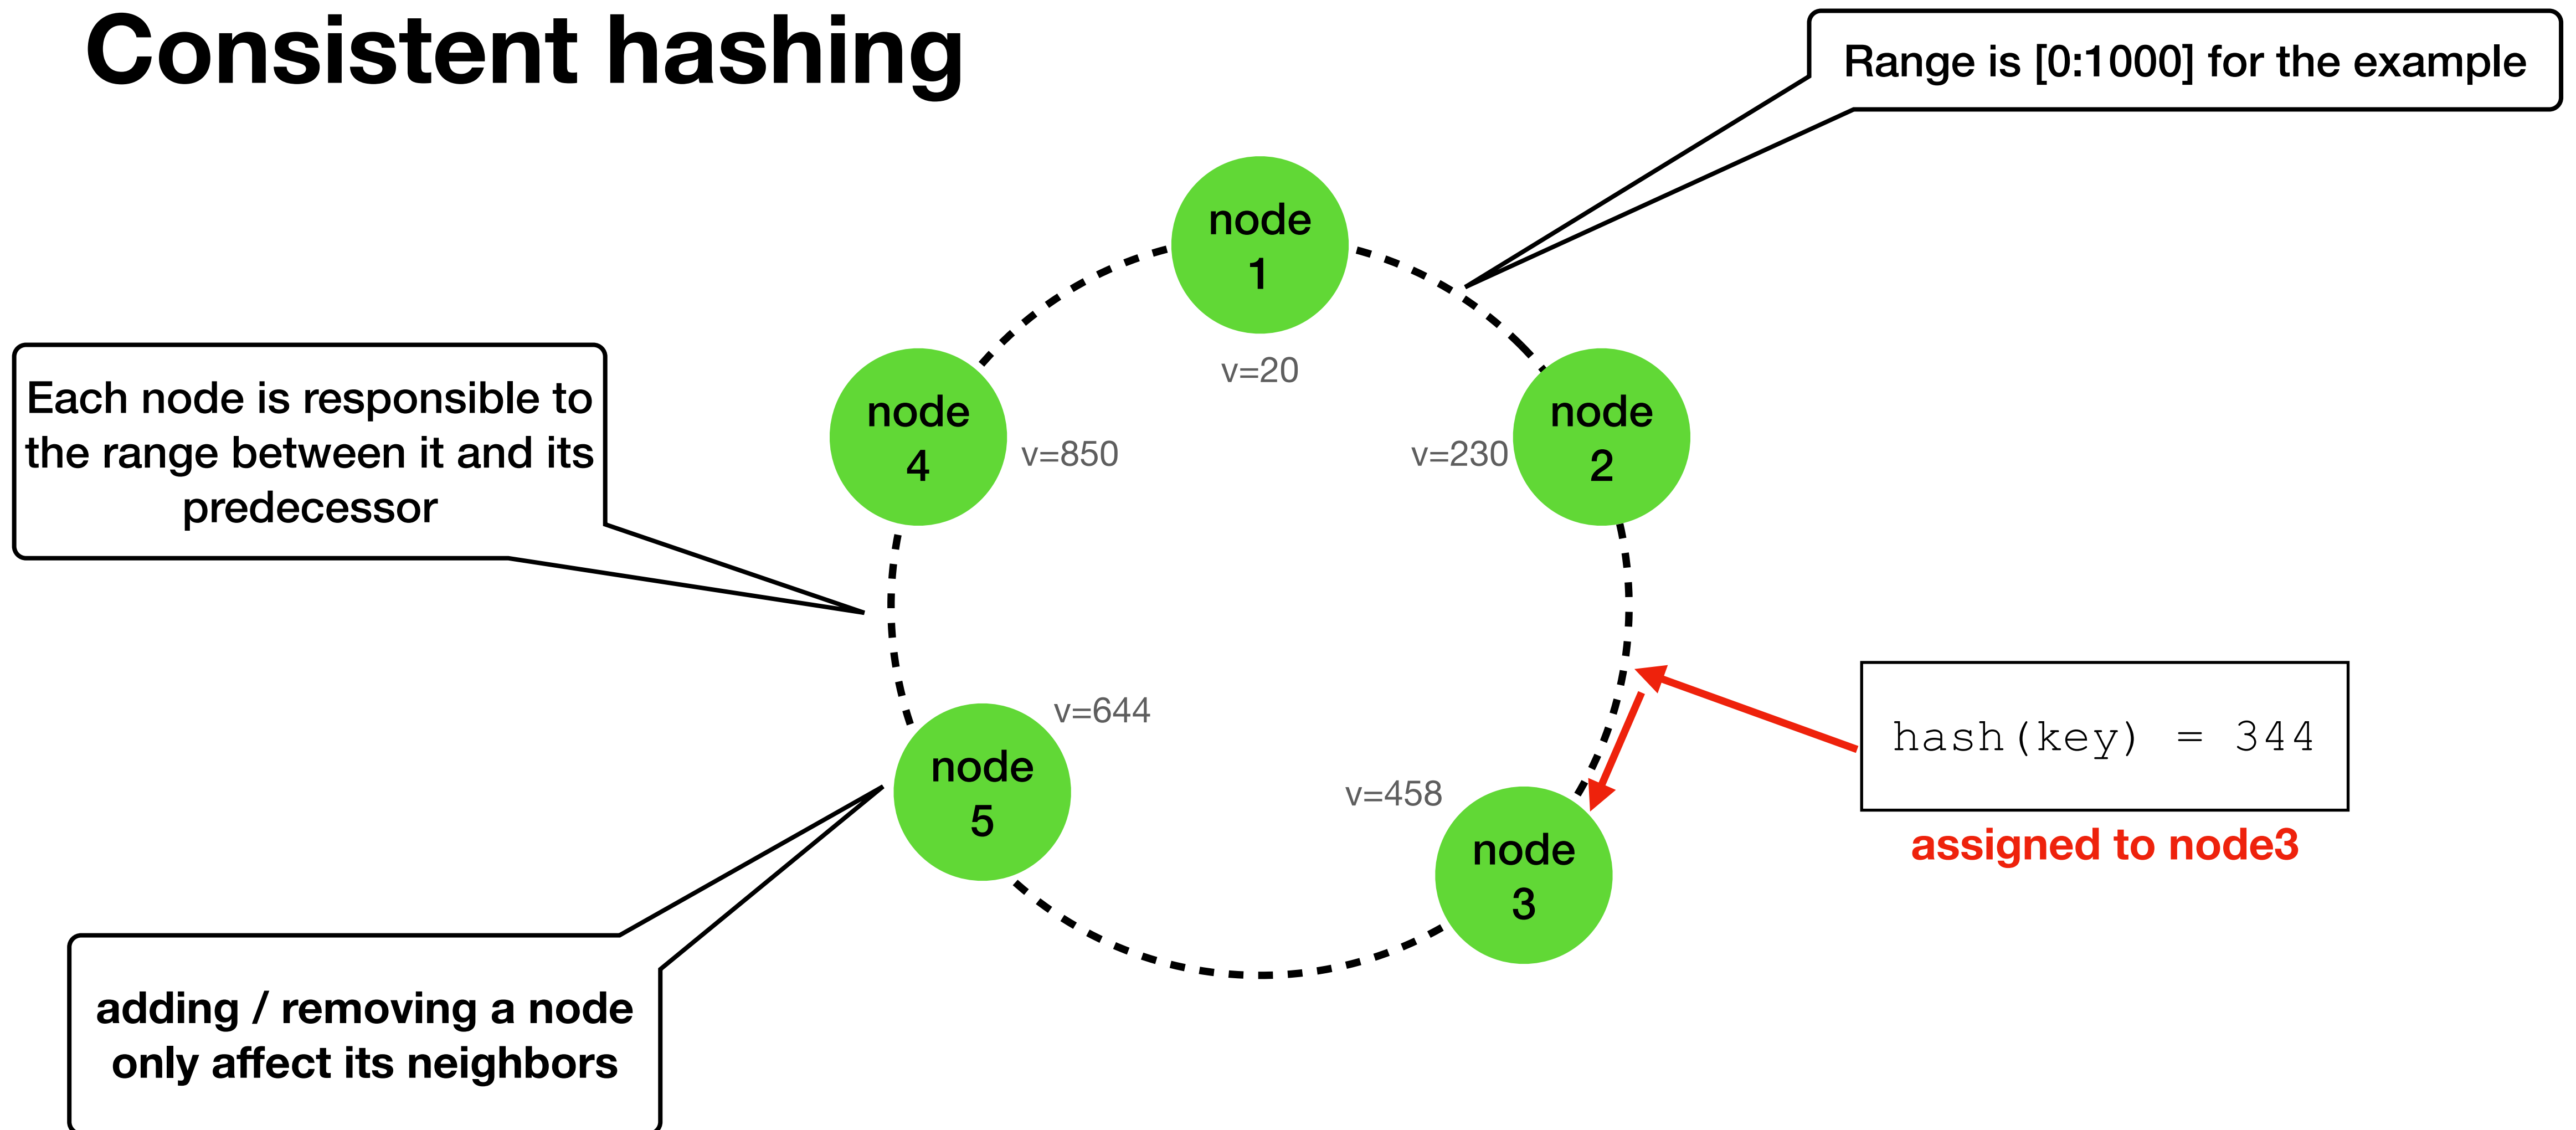 Consistent hashing
Range is [0:1000] for the example
node
1
v=20
Each node is responsible to
the range between it and its
predecessor
node
4
v=850
v=230
node
2
v=644
node
5
v=458
node
3
hash(key) = 344
assigned to node3
adding / removing a node
only affect its neighbors